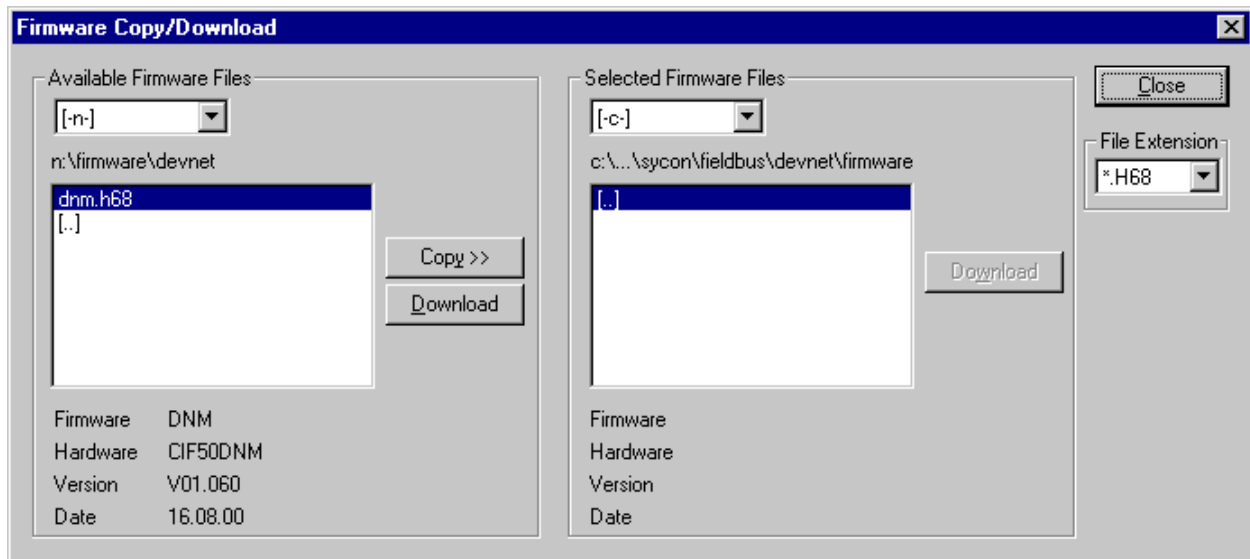 Firmware Copy/Download
Available Firmware Files
[-n-]
n:\firmware\devnet
dnm.h68
[..]
Copy >>
Download
Firmware DNM
Hardware CIF50DNM
Version V01.060
Date 16.08.00
Selected Firmware Files
[-c-]
c:\...\sycon\fieldbus\devnet\firmware
[..]
Download
Firmware
Hardware
Version
Date
Close
File Extension
*.H68